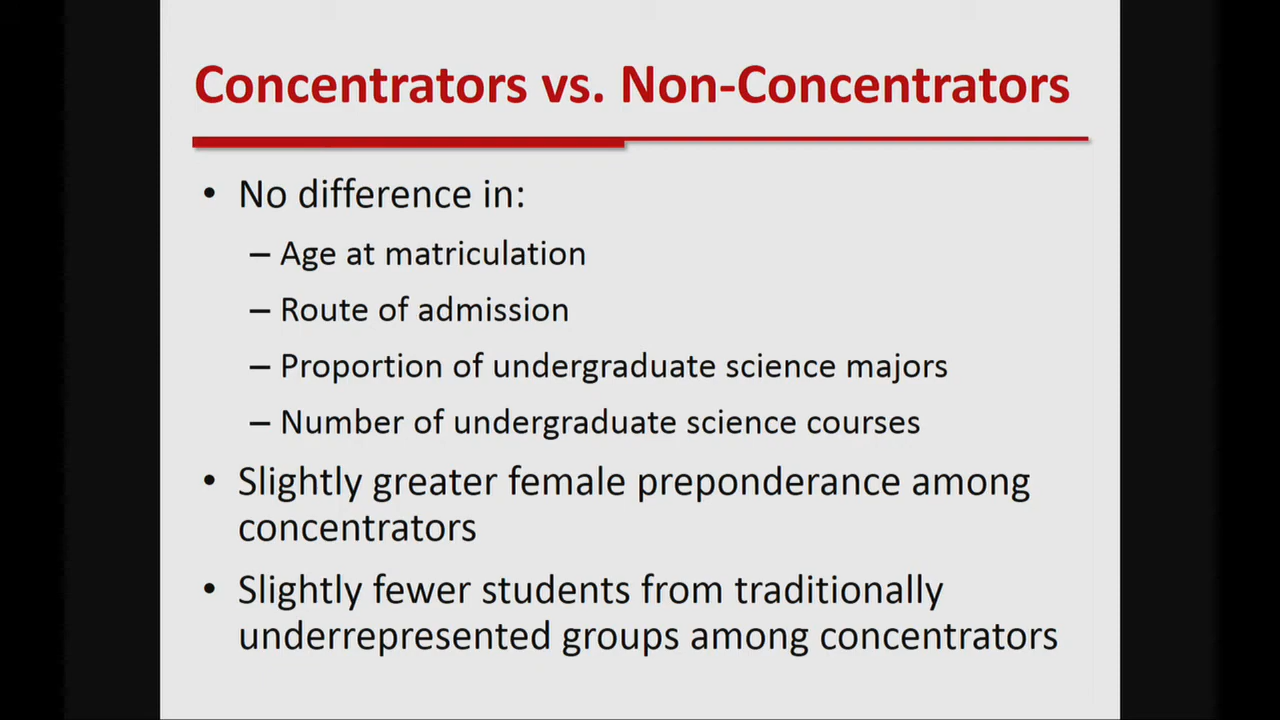 Concentrators vs. Non-Concentrators
• No difference in:
– Age at matriculation
– Route of admission
– Proportion of undergraduate science majors
– Number of undergraduate science courses
• Slightly greater female preponderance among
concentrators
• Slightly fewer students from traditionally
underrepresented groups among concentrators